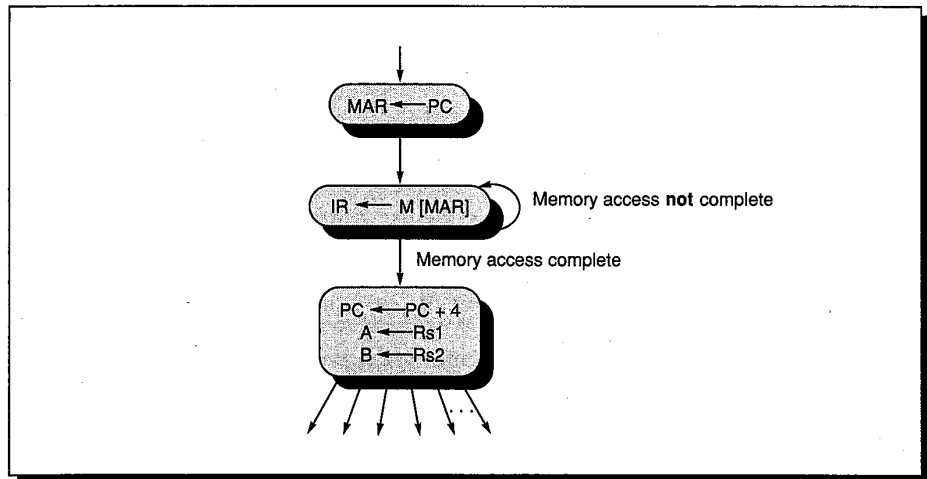 MAR ← PC
IR ← M [MAR]
Memory access not complete
Memory access complete
PC ← PC + 4
A ← Rs1
B ← Rs2
...